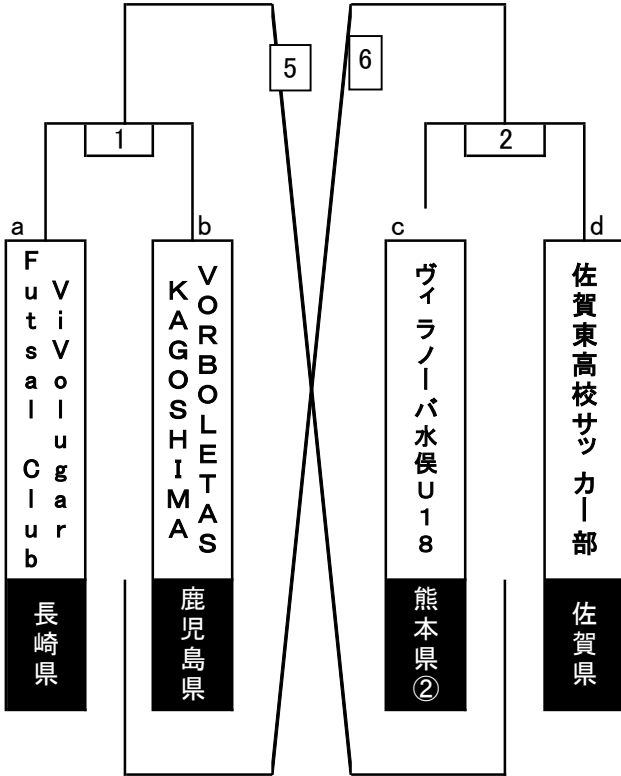 5
6
1
2
a
b
c
d
ViVolugar
Futsal Club
VORBOLETAS
KAGOSHIMA
ヴィラノーバ水俣U18
佐賀東高校サッカー部
長崎県
鹿児島県
熊本県②
佐賀県